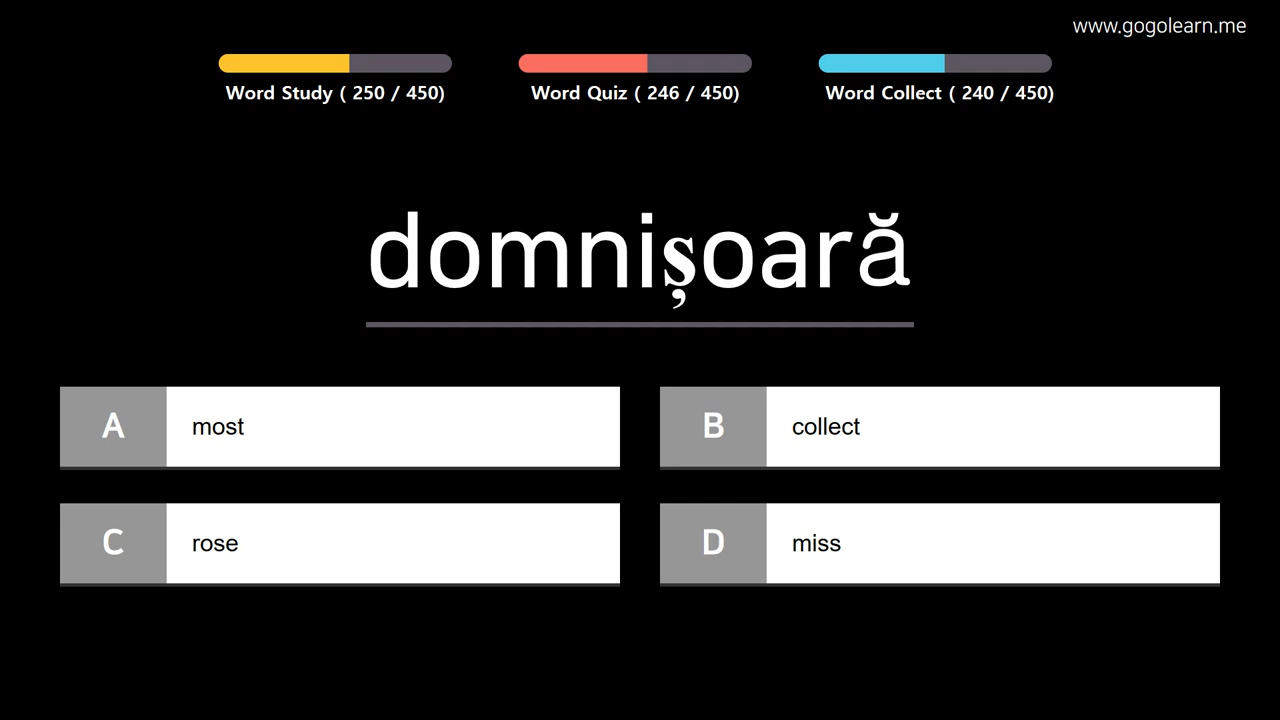 www.gogolearn.me
Word Study ( 250 / 450)
Word Quiz ( 246 / 450)
Word Collect ( 240 / 450)
domnișoară
A
most
B
collect
C
rose
D
miss